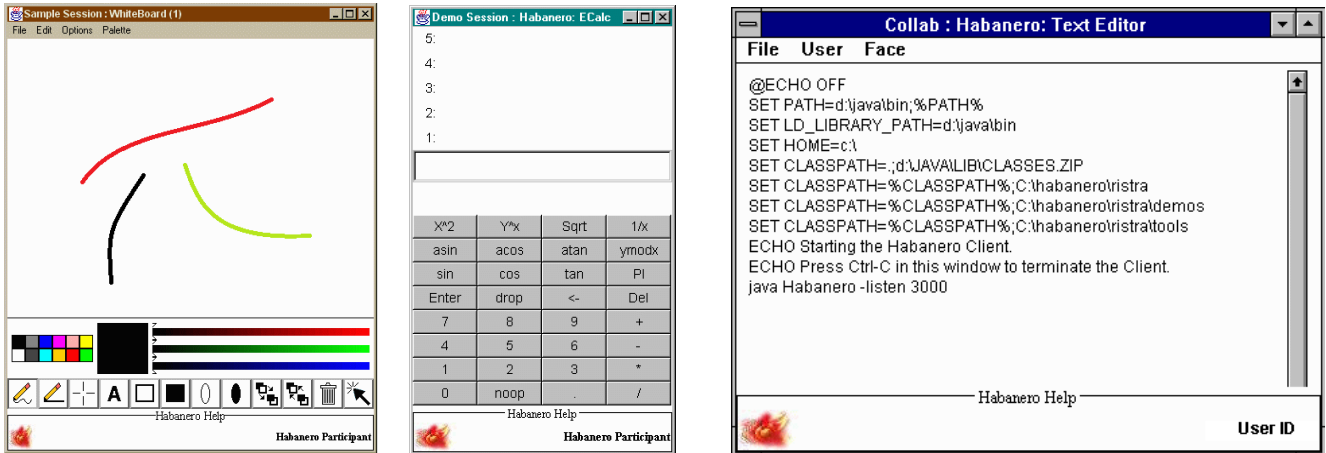 Sample Session : WhiteBoard (1)
File Edit Options Palette
A
Habanero Help
Habanero Participant
Demo Session : Habanero: ECalc
5:
4:
3:
2:
1:
X^2 Y^x Sqrt 1/x
asin acos atan ymodx
sin cos tan PI
Enter drop <- Del
7 8 9 +
4 5 6 -
1 2 3 *
0 noop . /
Habanero Help
Habanero Participant
Collab : Habanero: Text Editor
File User Face
@ECHO OFF
SET PATH=d:\java\bin;%PATH%
SET LD_LIBRARY_PATH=d:\java\bin
SET HOME=c:\
SET CLASSPATH=.;d:\JAVA\LIB\CLASSES.ZIP
SET CLASSPATH=%CLASSPATH%;C:\habanero\ristra
SET CLASSPATH=%CLASSPATH%;C:\habanero\ristra\demos
SET CLASSPATH=%CLASSPATH%;C:\habanero\ristra\tools
ECHO Starting the Habanero Client.
ECHO Press Ctrl-C in this window to terminate the Client.
java Habanero -listen 3000
Habanero Help
User ID